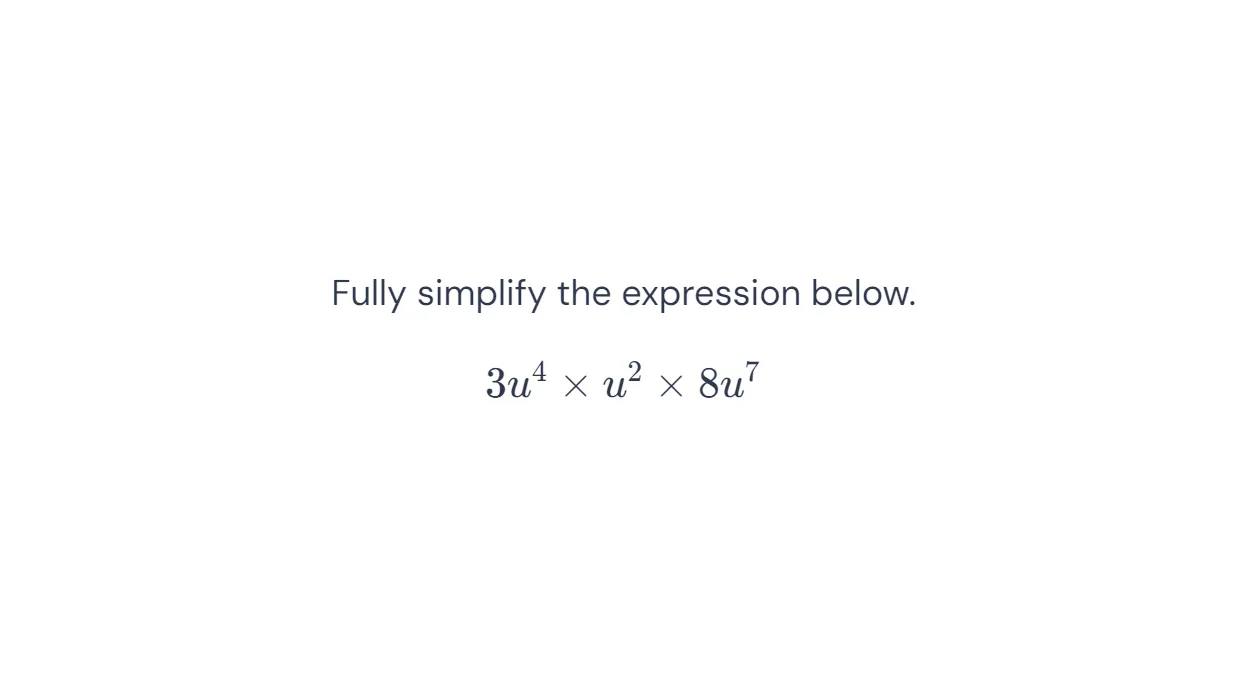 Fully simplify the expression below.
3u⁴ × u² × 8u⁷